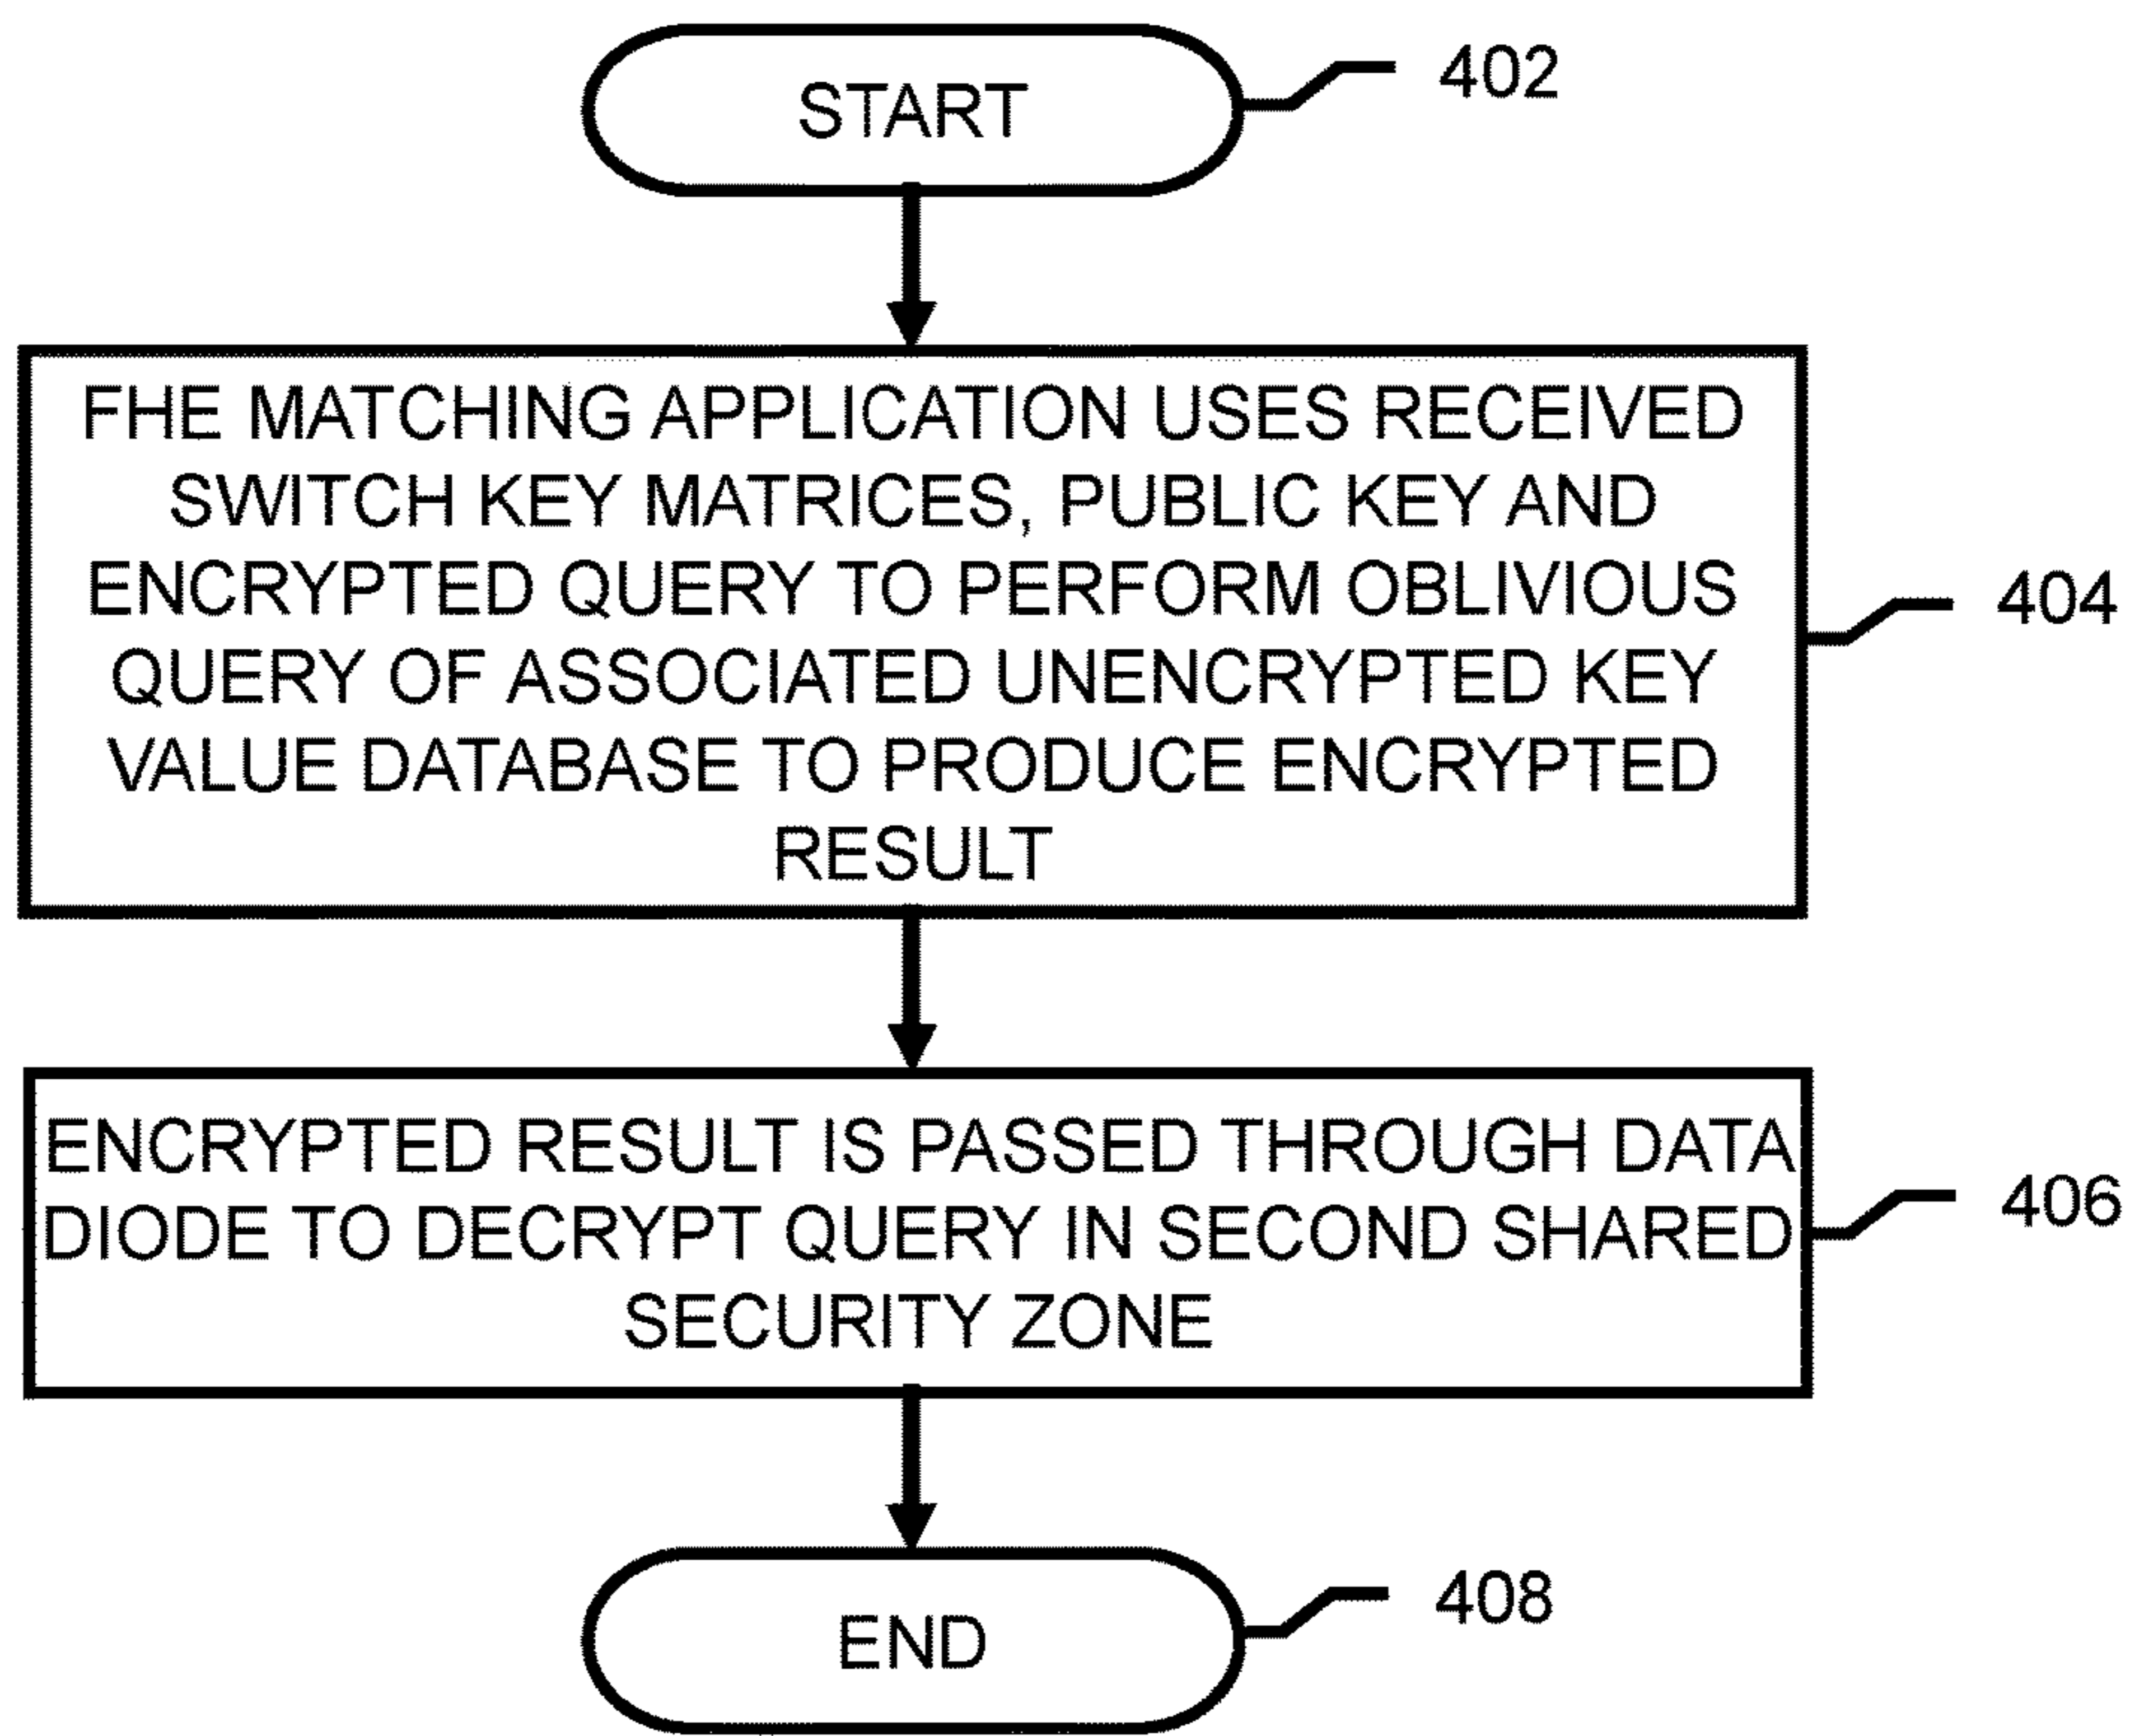 START
402
FHE MATCHING APPLICATION USES RECEIVED
SWITCH KEY MATRICES, PUBLIC KEY AND
ENCRYPTED QUERY TO PERFORM OBLIVIOUS
QUERY OF ASSOCIATED UNENCRYPTED KEY
VALUE DATABASE TO PRODUCE ENCRYPTED
RESULT
404
ENCRYPTED RESULT IS PASSED THROUGH DATA
DIODE TO DECRYPT QUERY IN SECOND SHARED
SECURITY ZONE
406
END
408